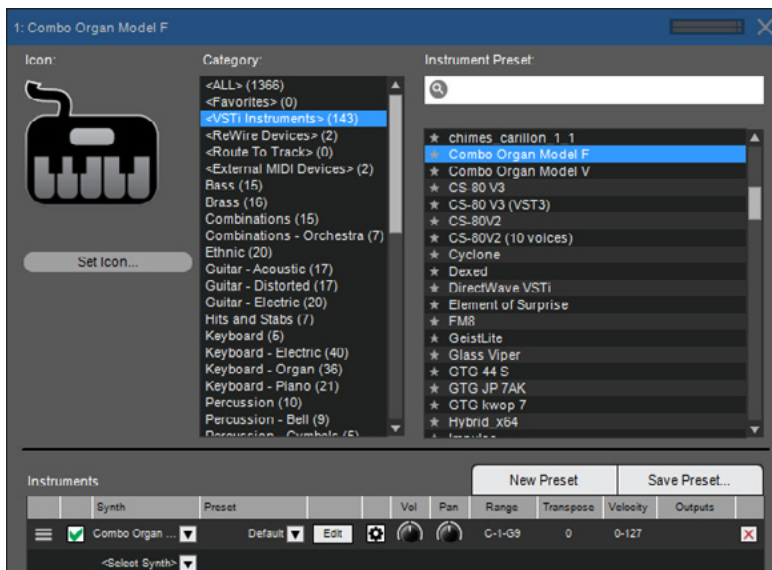 1: Combo Organ Model F
Icon:
Set Icon...
Category:
<ALL> (1366)
<Favorites> (0)
<VSTi Instruments> (143)
<ReWire Devices> (2)
<Route To Track> (0)
<External MIDI Devices> (2)
Bass (15)
Brass (16)
Combinations (15)
Combinations - Orchestra (7)
Ethnic (20)
Guitar - Acoustic (17)
Guitar - Distorted (17)
Guitar - Electric (20)
Hits and Stabs (7)
Keyboard (5)
Keyboard - Electric (40)
Keyboard - Organ (36)
Keyboard - Piano (21)
Percussion (10)
Percussion - Bell (9)
Percussion - Cymbals (5)
Instrument Preset:
chimes_carillon_1_1
Combo Organ Model F
Combo Organ Model V
CS-80 V3
CS-80 V3 (VST3)
CS-80V2
CS-80V2 (10 voices)
Cyclone
Dexed
DirectWave VSTi
Element of Surprise
FM8
GeistLite
Glass Viper
GTG 44 S
GTG JP 7AK
GTG kwop 7
Hybrid_x64
Impulse
Instruments
New Preset Save Preset...
Synth Preset Vol Pan Range Transpose Velocity Outputs
Combo Organ ... Default Edit C-1-G9 0 0-127
<Select Synth>